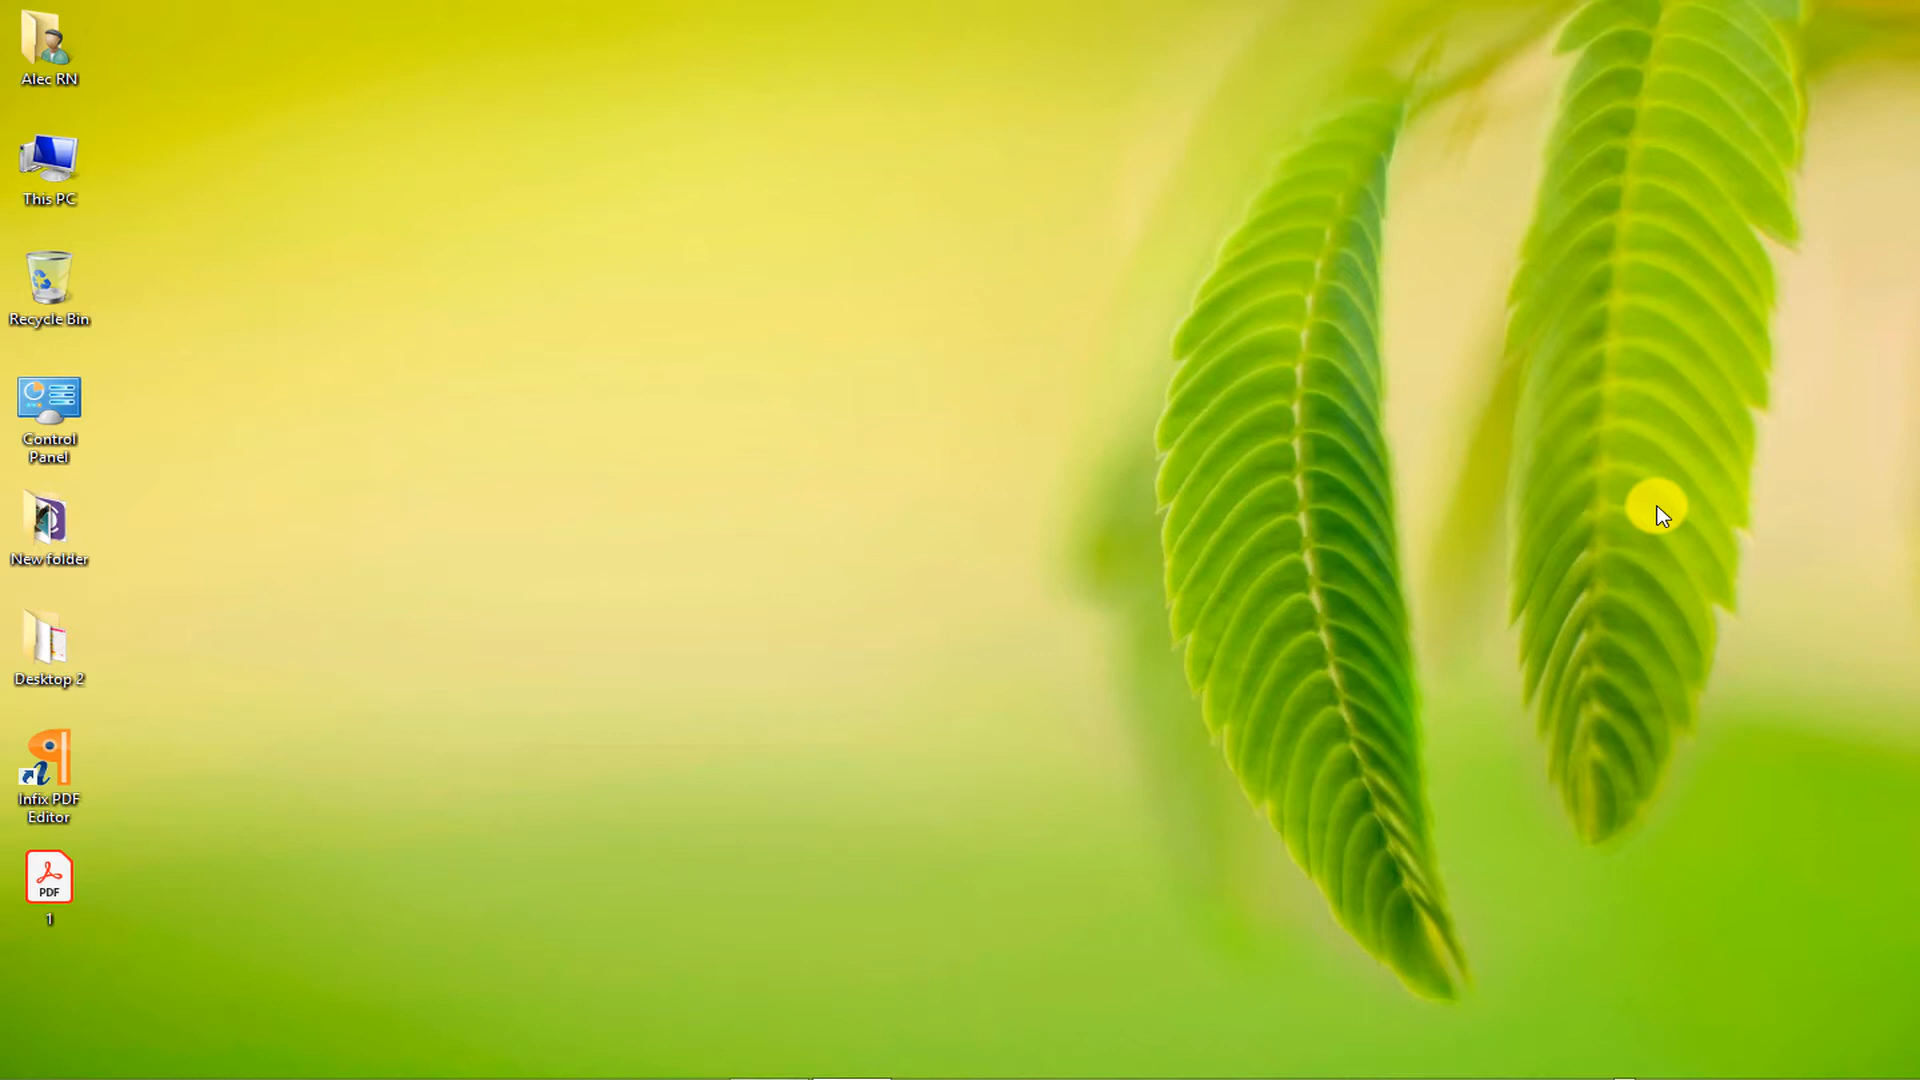 Alec RN
This PC
Recycle Bin
Control
Panel
New folder
Desktop 2
Infix PDF
Editor
PDF
1